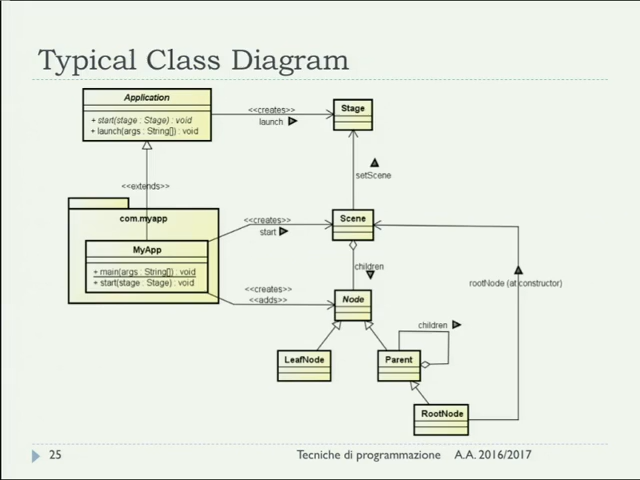 Typical Class Diagram
Application
+ start(stage : Stage) : void
+ launch(args : String[]) : void
<<creates>>
launch
Stage
setScene
<<extends>>
com.myapp
MyApp
+ main(args : String[]) : void
+ start(stage : Stage) : void
<<creates>>
start
Scene
children
rootNode (at constructor)
<<creates>>
<<adds>>
Node
children
LeafNode
Parent
RootNode
25
Tecniche di programmazione A.A. 2016/2017